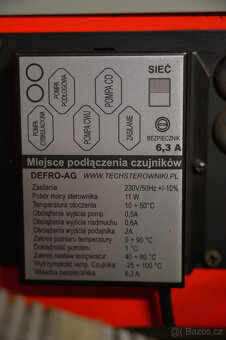 POMPA
CYRKULACYJNA
POMPA
PODŁOGOWA
POMPA CWU
POMPA CO
ZASILANIE
SIEĆ
BEZPIECZNIK
6,3 A
Miejsce podłączenia czujników
DEFRO-AG WWW.TECHSTEROWNIKI.PL
Zasilanie 230V/50Hz +/-10%
Pobór mocy sterownika 11 W
Temperatura otoczenia 10 ÷ 50°C
Obciążenie wyjścia pomp 0,5A
Obciążenie wyjścia nadmuchu 0,6A
Obciążenie wyjścia podajnika 2A
Zakres pomiaru temperatury 0 ÷ 90 °C
Dokładność pomiaru 1 °C
Zakres nastaw temperatur 40 ÷ 80 °C
Wytrzymałość temp. Czujnika -25 ÷ 100 °C
Wkładka bezpiecznika 6,3 A
Bazos.cz